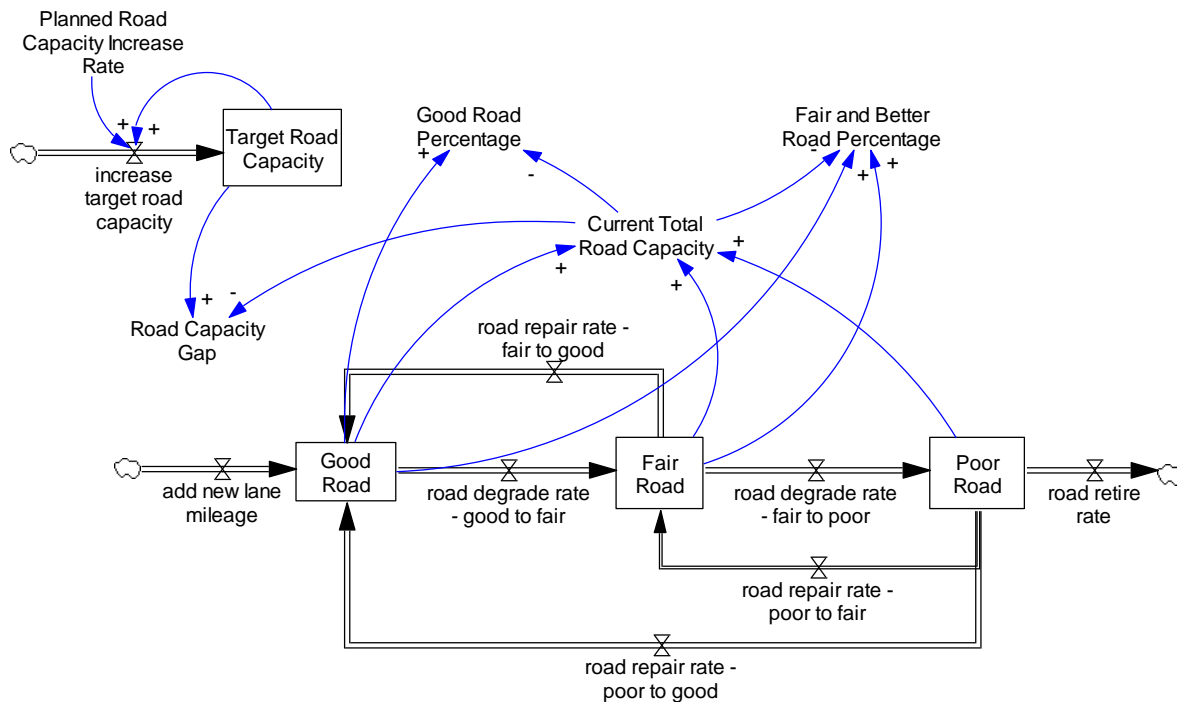 Planned Road
Capacity Increase
Rate
+
+
Target Road
Capacity
increase
target road
capacity
Good Road
Percentage
+
-
Fair and Better
Road Percentage
-
+
+
Current Total
Road Capacity
+
+
+
+
-
Road Capacity
Gap
road repair rate -
fair to good
Good
Road
Fair
Road
Poor
Road
add new lane
mileage
road degrade rate
- good to fair
road degrade rate
- fair to poor
road retire
rate
road repair rate -
poor to fair
road repair rate -
poor to good